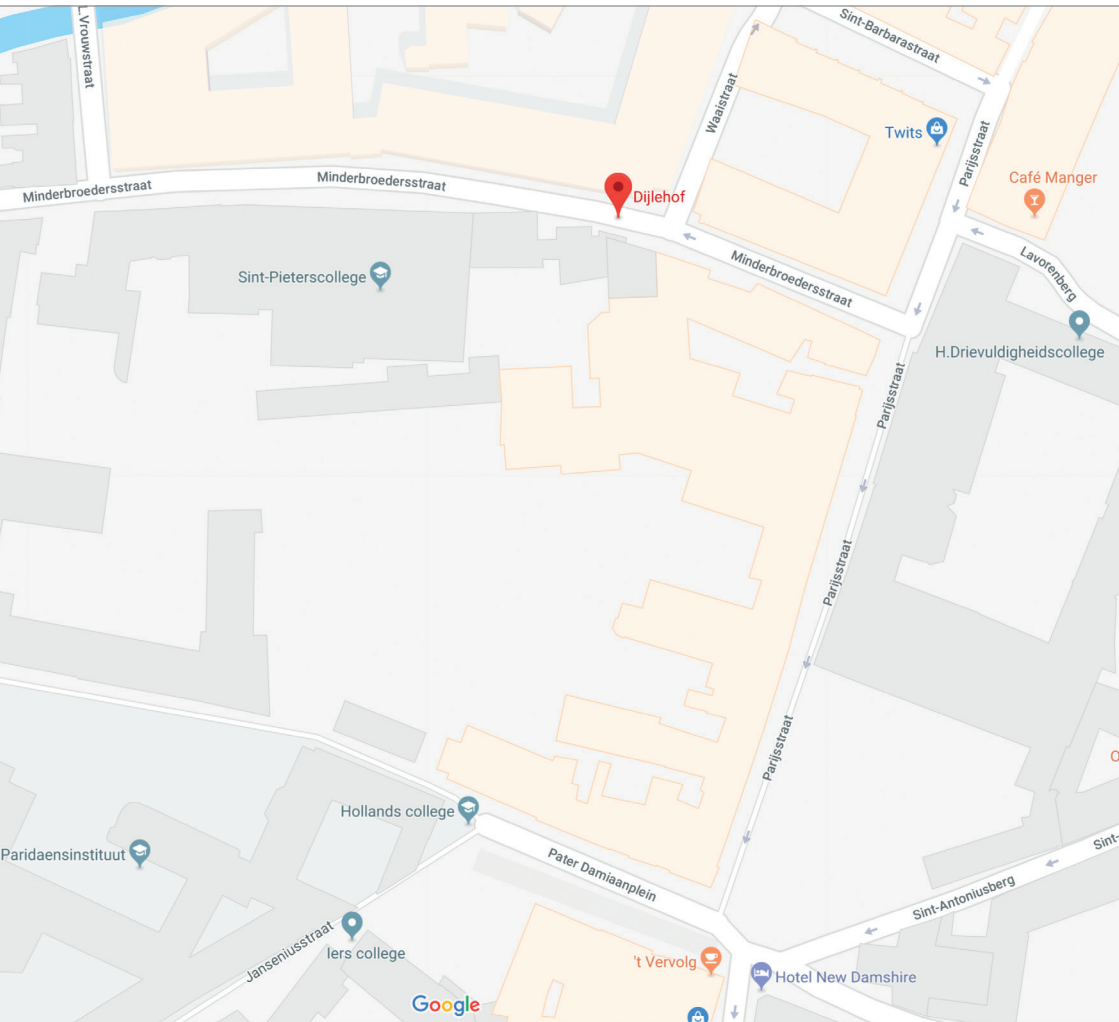 L.Vrouwstraat
Sint-Barbarastraat
Waaistraat
Twits
Parijsstraat
Café Manger
Minderbroedersstraat
Minderbroedersstraat
Dijlehof
Lavorenberg
Sint-Pieterscollege
Minderbroedersstraat
H.Drievuldigheidscollege
Parijsstraat
Parijsstraat
Parijsstraat
O
Hollands college
Paridaensinstituut
Sint-
Pater Damiaanplein
Sint-Antoniusberg
Janseniusstraat
Iers college
't Vervolg
Hotel New Damshire
Google